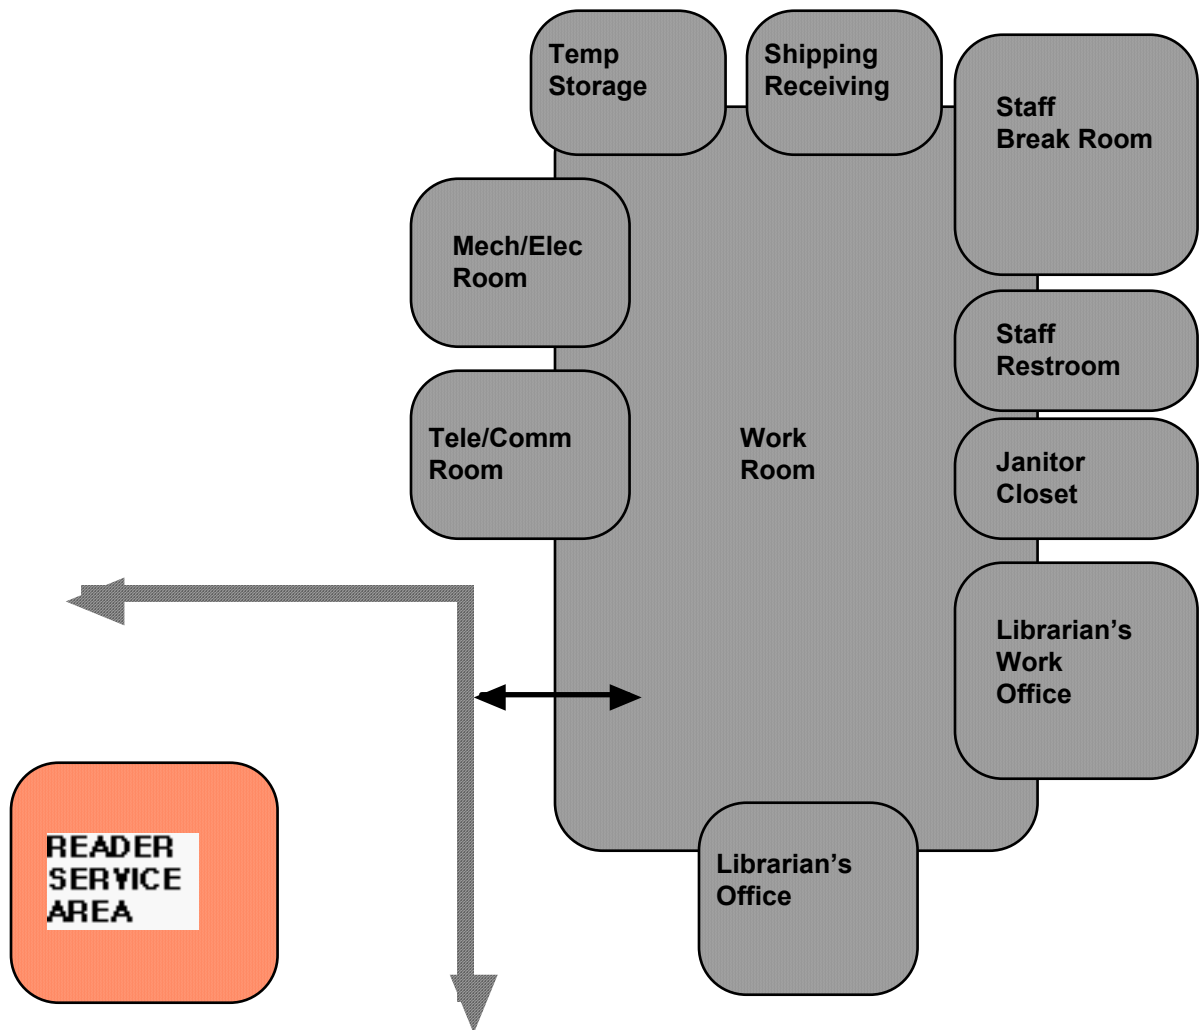 Temp
Storage
Shipping
Receiving
Staff
Break Room
Mech/Elec
Room
Staff
Restroom
Tele/Comm
Room
Work
Room
Janitor
Closet
Librarian’s
Work
Office
READER
SERVICE
AREA
Librarian’s
Office